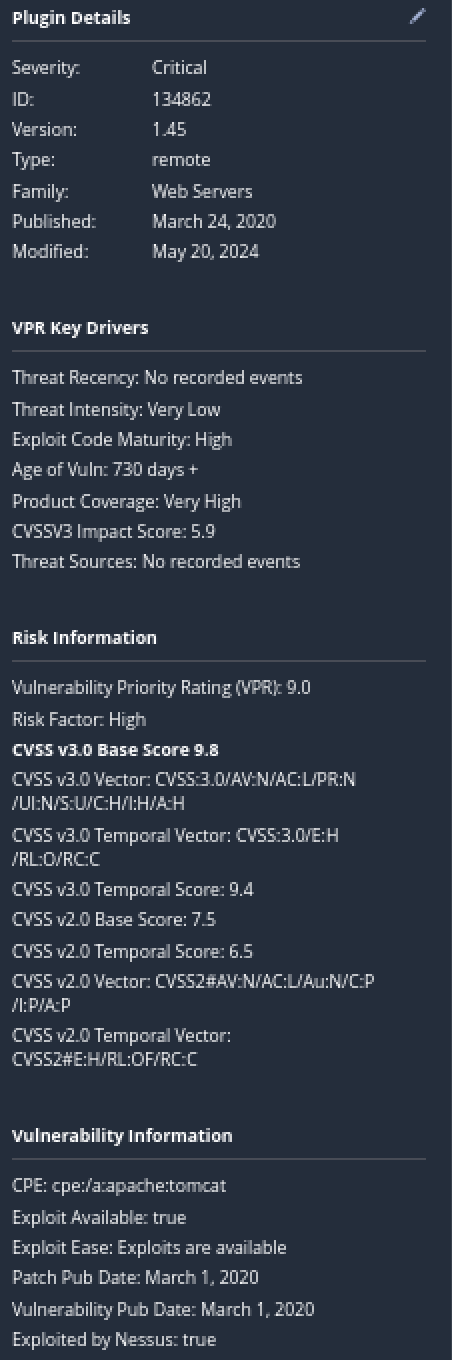 Plugin Details
Severity: Critical
ID: 134862
Version: 1.45
Type: remote
Family: Web Servers
Published: March 24, 2020
Modified: May 20, 2024
VPR Key Drivers
Threat Recency: No recorded events
Threat Intensity: Very Low
Exploit Code Maturity: High
Age of Vuln: 730 days +
Product Coverage: Very High
CVSSV3 Impact Score: 5.9
Threat Sources: No recorded events
Risk Information
Vulnerability Priority Rating (VPR): 9.0
Risk Factor: High
CVSS v3.0 Base Score 9.8
CVSS v3.0 Vector: CVSS:3.0/AV:N/AC:L/PR:N
/UI:N/S:U/C:H/I:H/A:H
CVSS v3.0 Temporal Vector: CVSS:3.0/E:H
/RL:O/RC:C
CVSS v3.0 Temporal Score: 9.4
CVSS v2.0 Base Score: 7.5
CVSS v2.0 Temporal Score: 6.5
CVSS v2.0 Vector: CVSS2#AV:N/AC:L/Au:N/C:P
/I:P/A:P
CVSS v2.0 Temporal Vector:
CVSS2#E:H/RL:OF/RC:C
Vulnerability Information
CPE: cpe:/a:apache:tomcat
Exploit Available: true
Exploit Ease: Exploits are available
Patch Pub Date: March 1, 2020
Vulnerability Pub Date: March 1, 2020
Exploited by Nessus: true